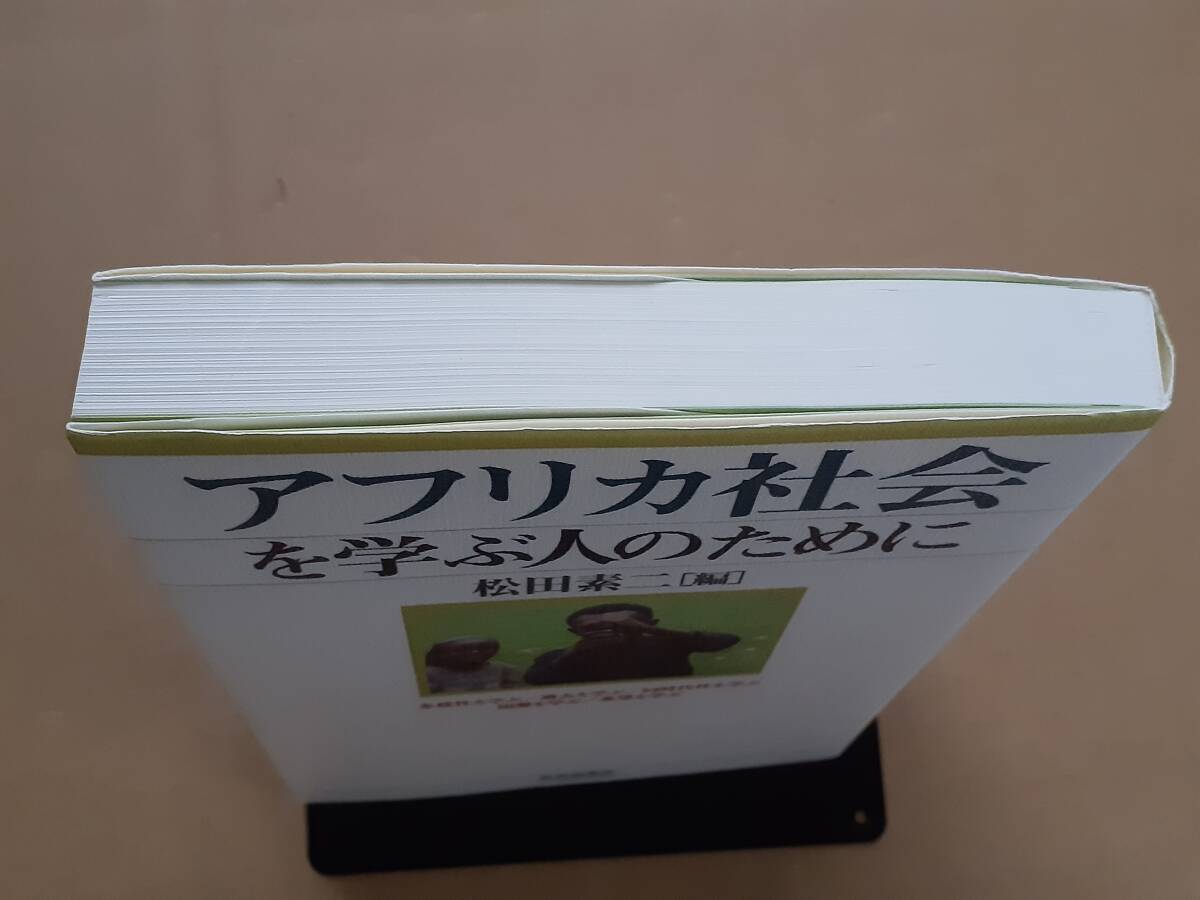 アフリカ社会
を学ぶ人のために
松田素二[編]